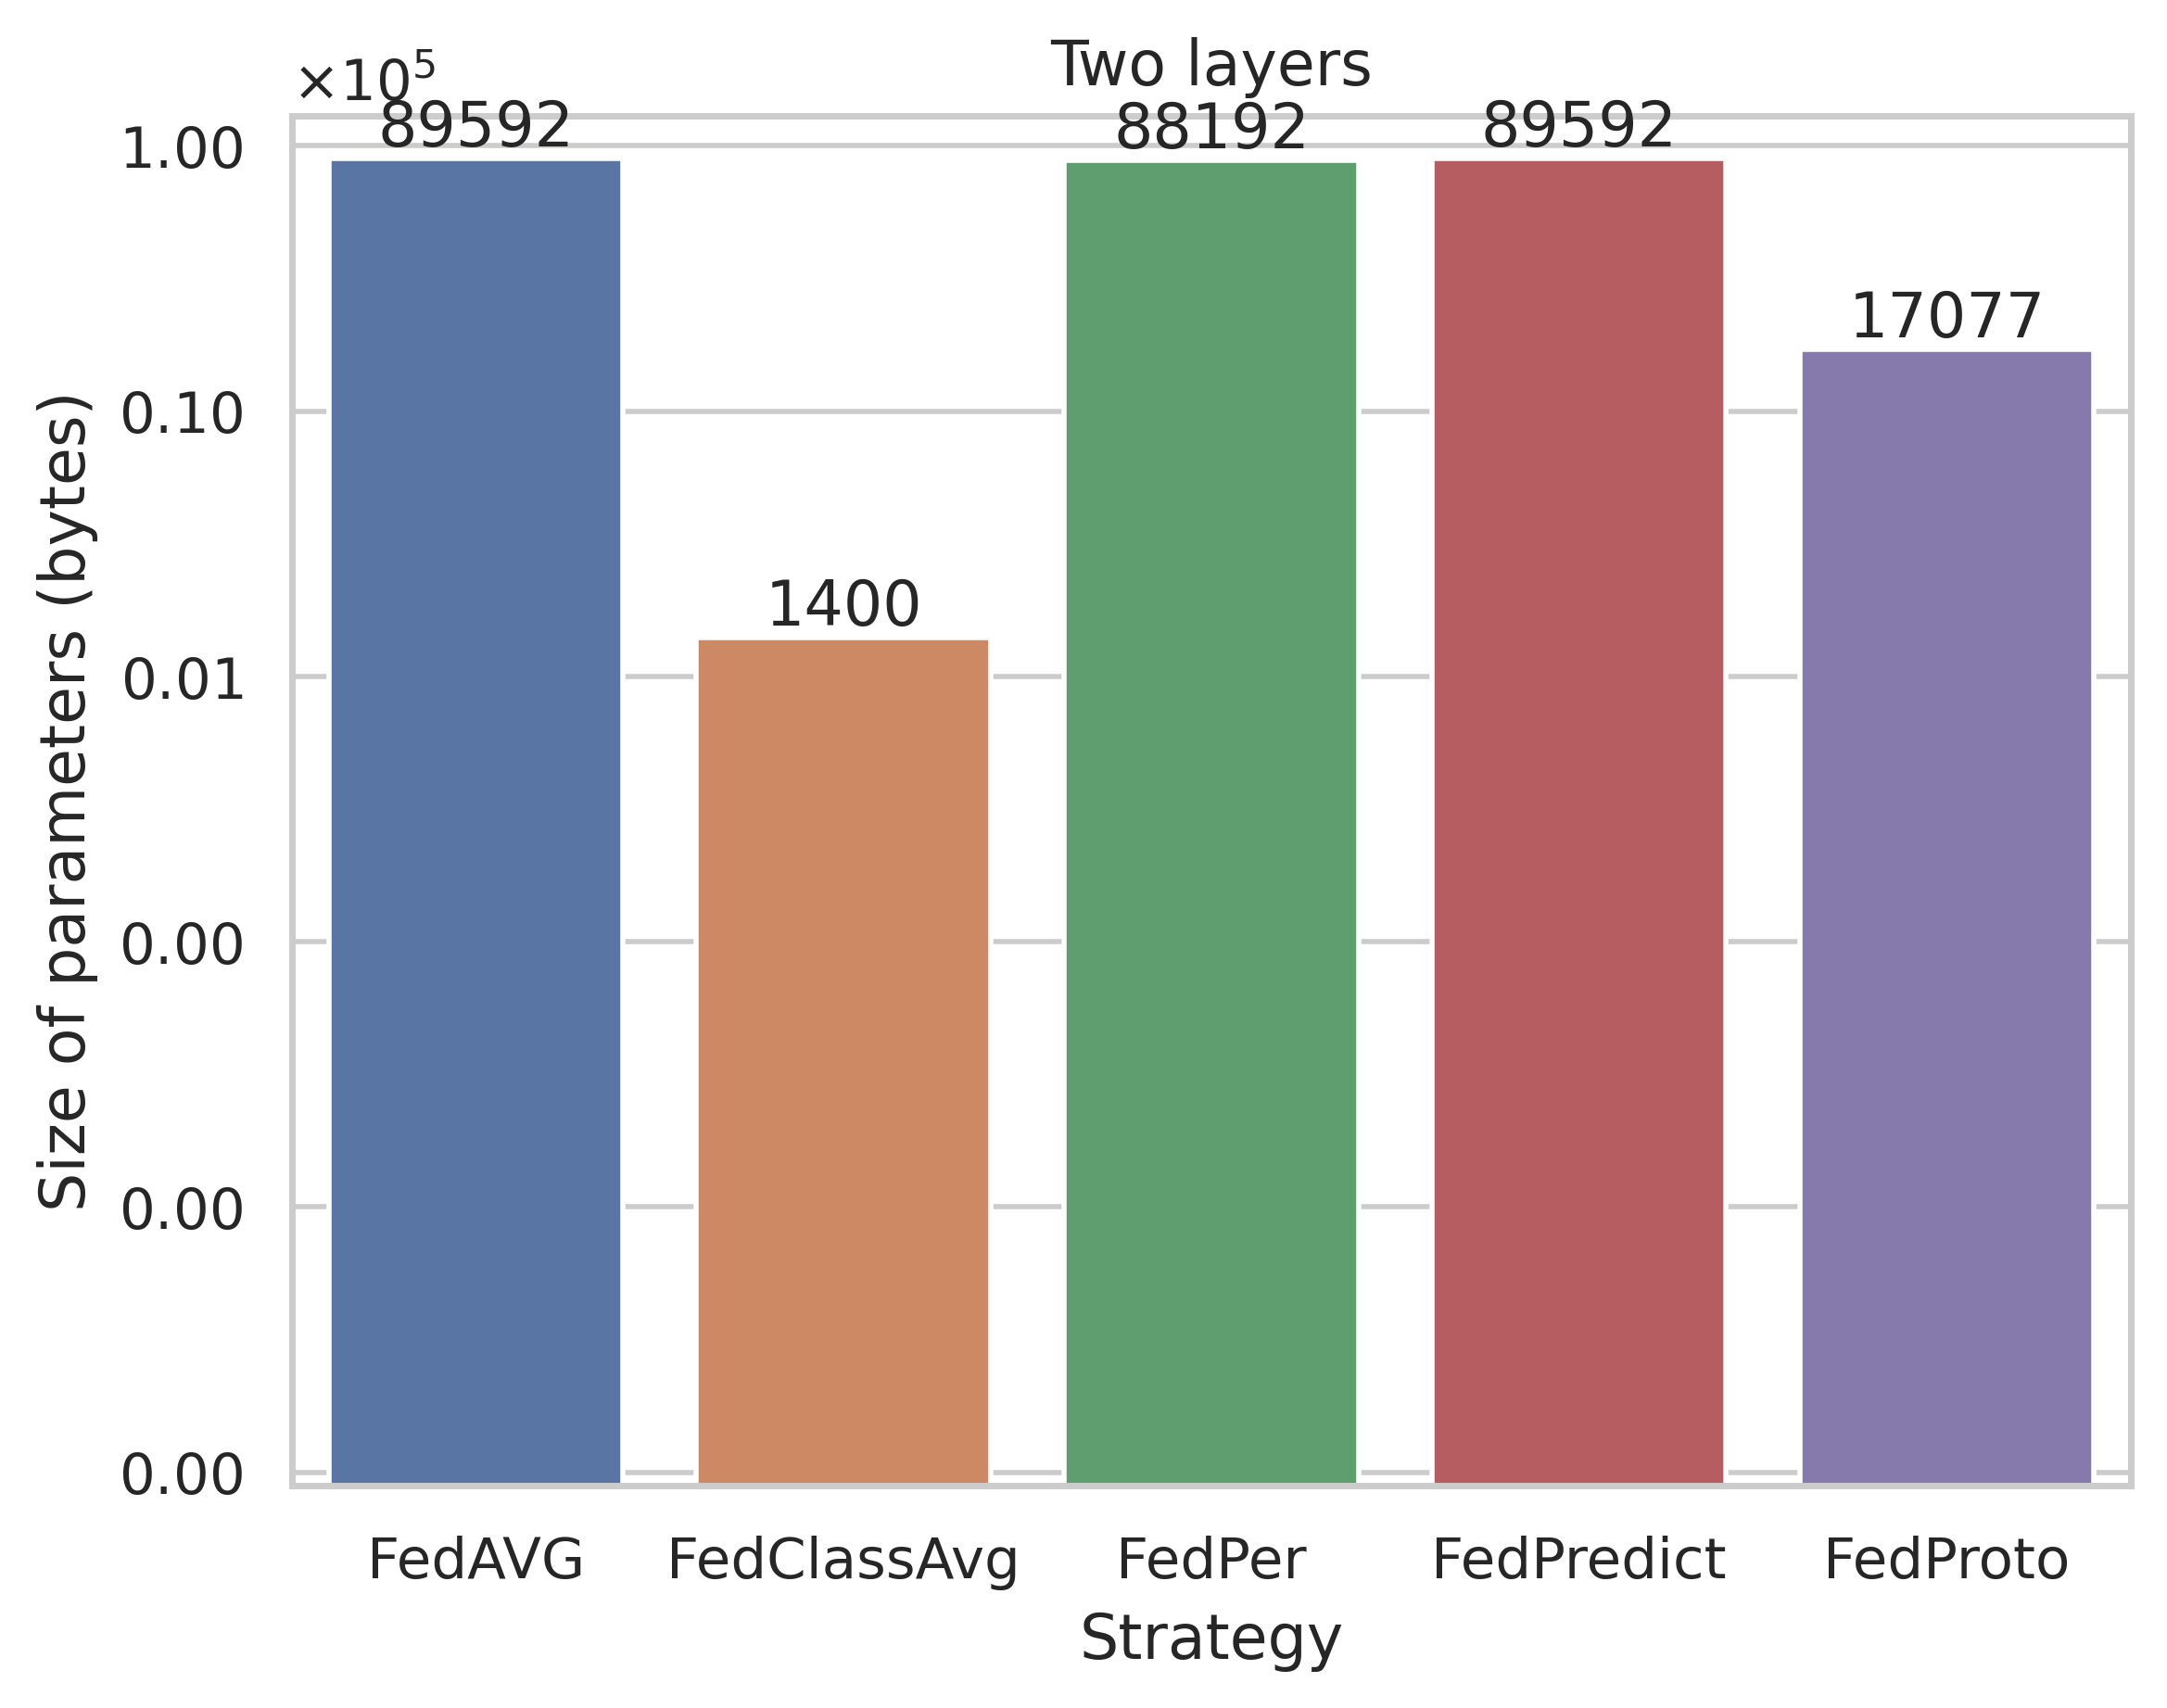 Two layers
×10⁵
89592
88192
89592
1.00
17077
0.10
1400
0.01
0.00
0.00
0.00
Size of parameters (bytes)
FedAVG
FedClassAvg
FedPer
FedPredict
FedProto
Strategy